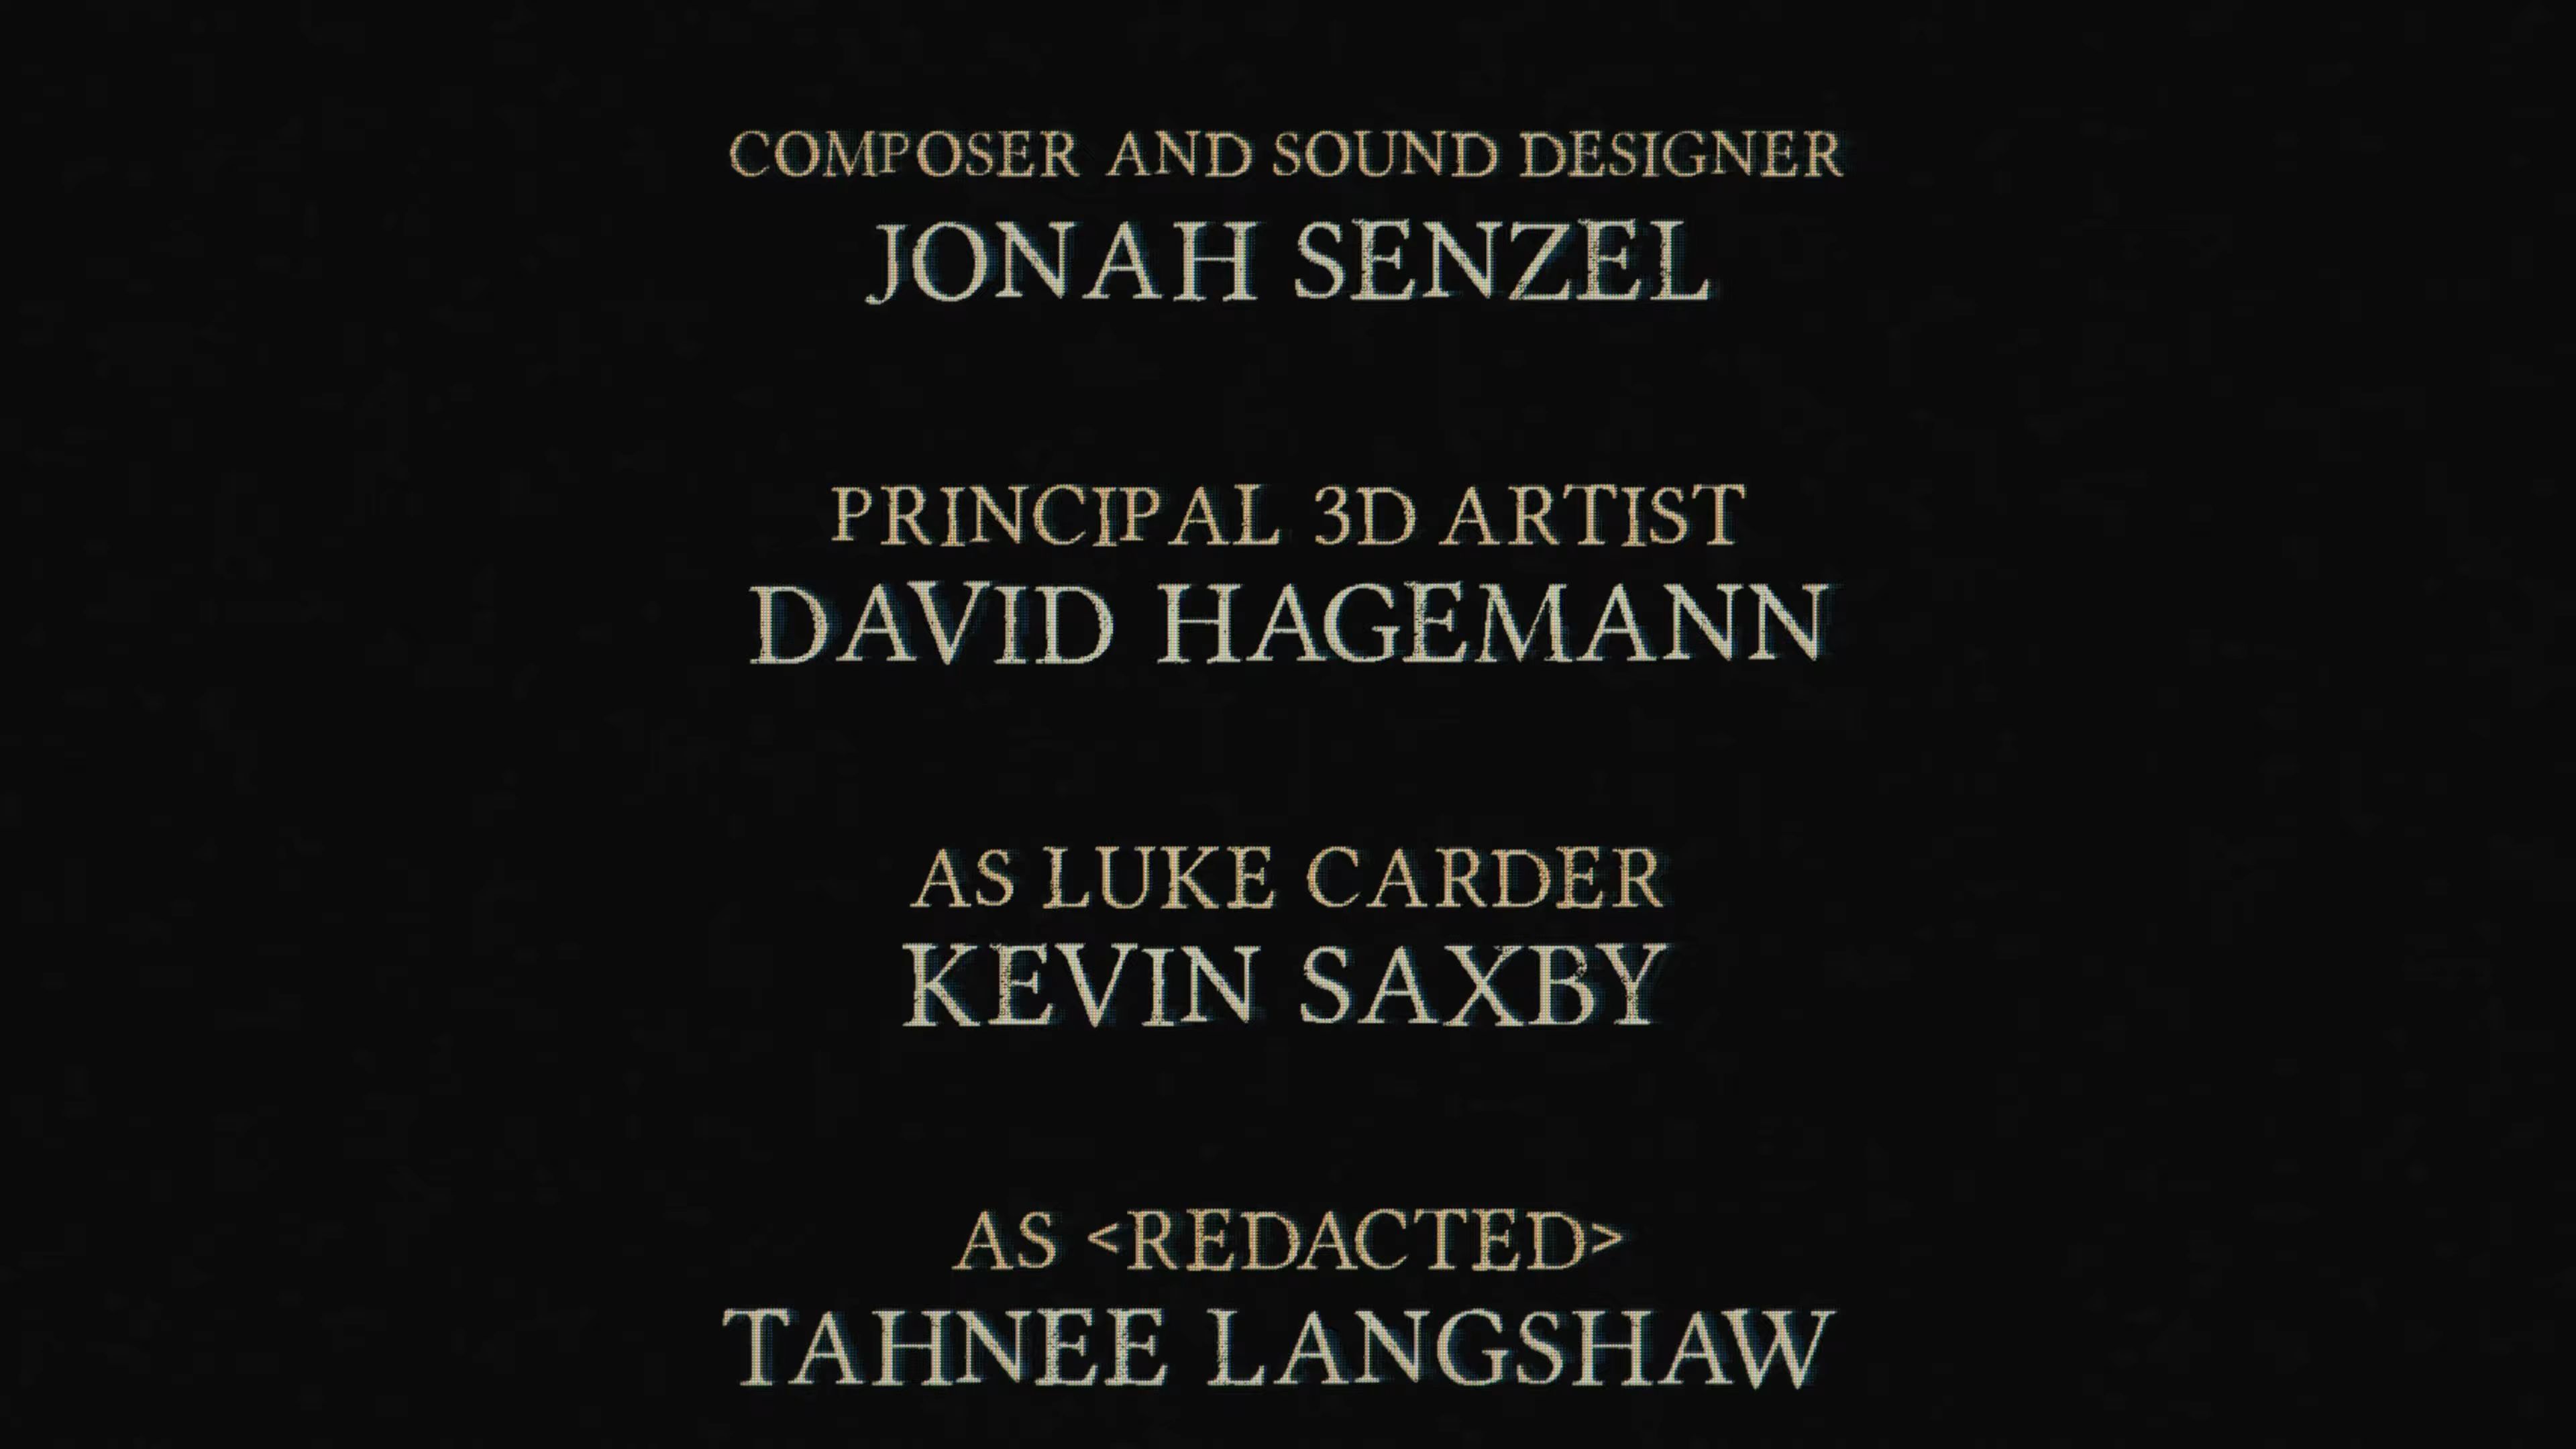 COMPOSER AND SOUND DESIGNER
JONAH SENZEL
PRINCIPAL 3D ARTIST
DAVID HAGEMANN
AS LUKE CARDER
KEVIN SAXBY
AS <REDACTED>
TAHNEE LANGSHAW